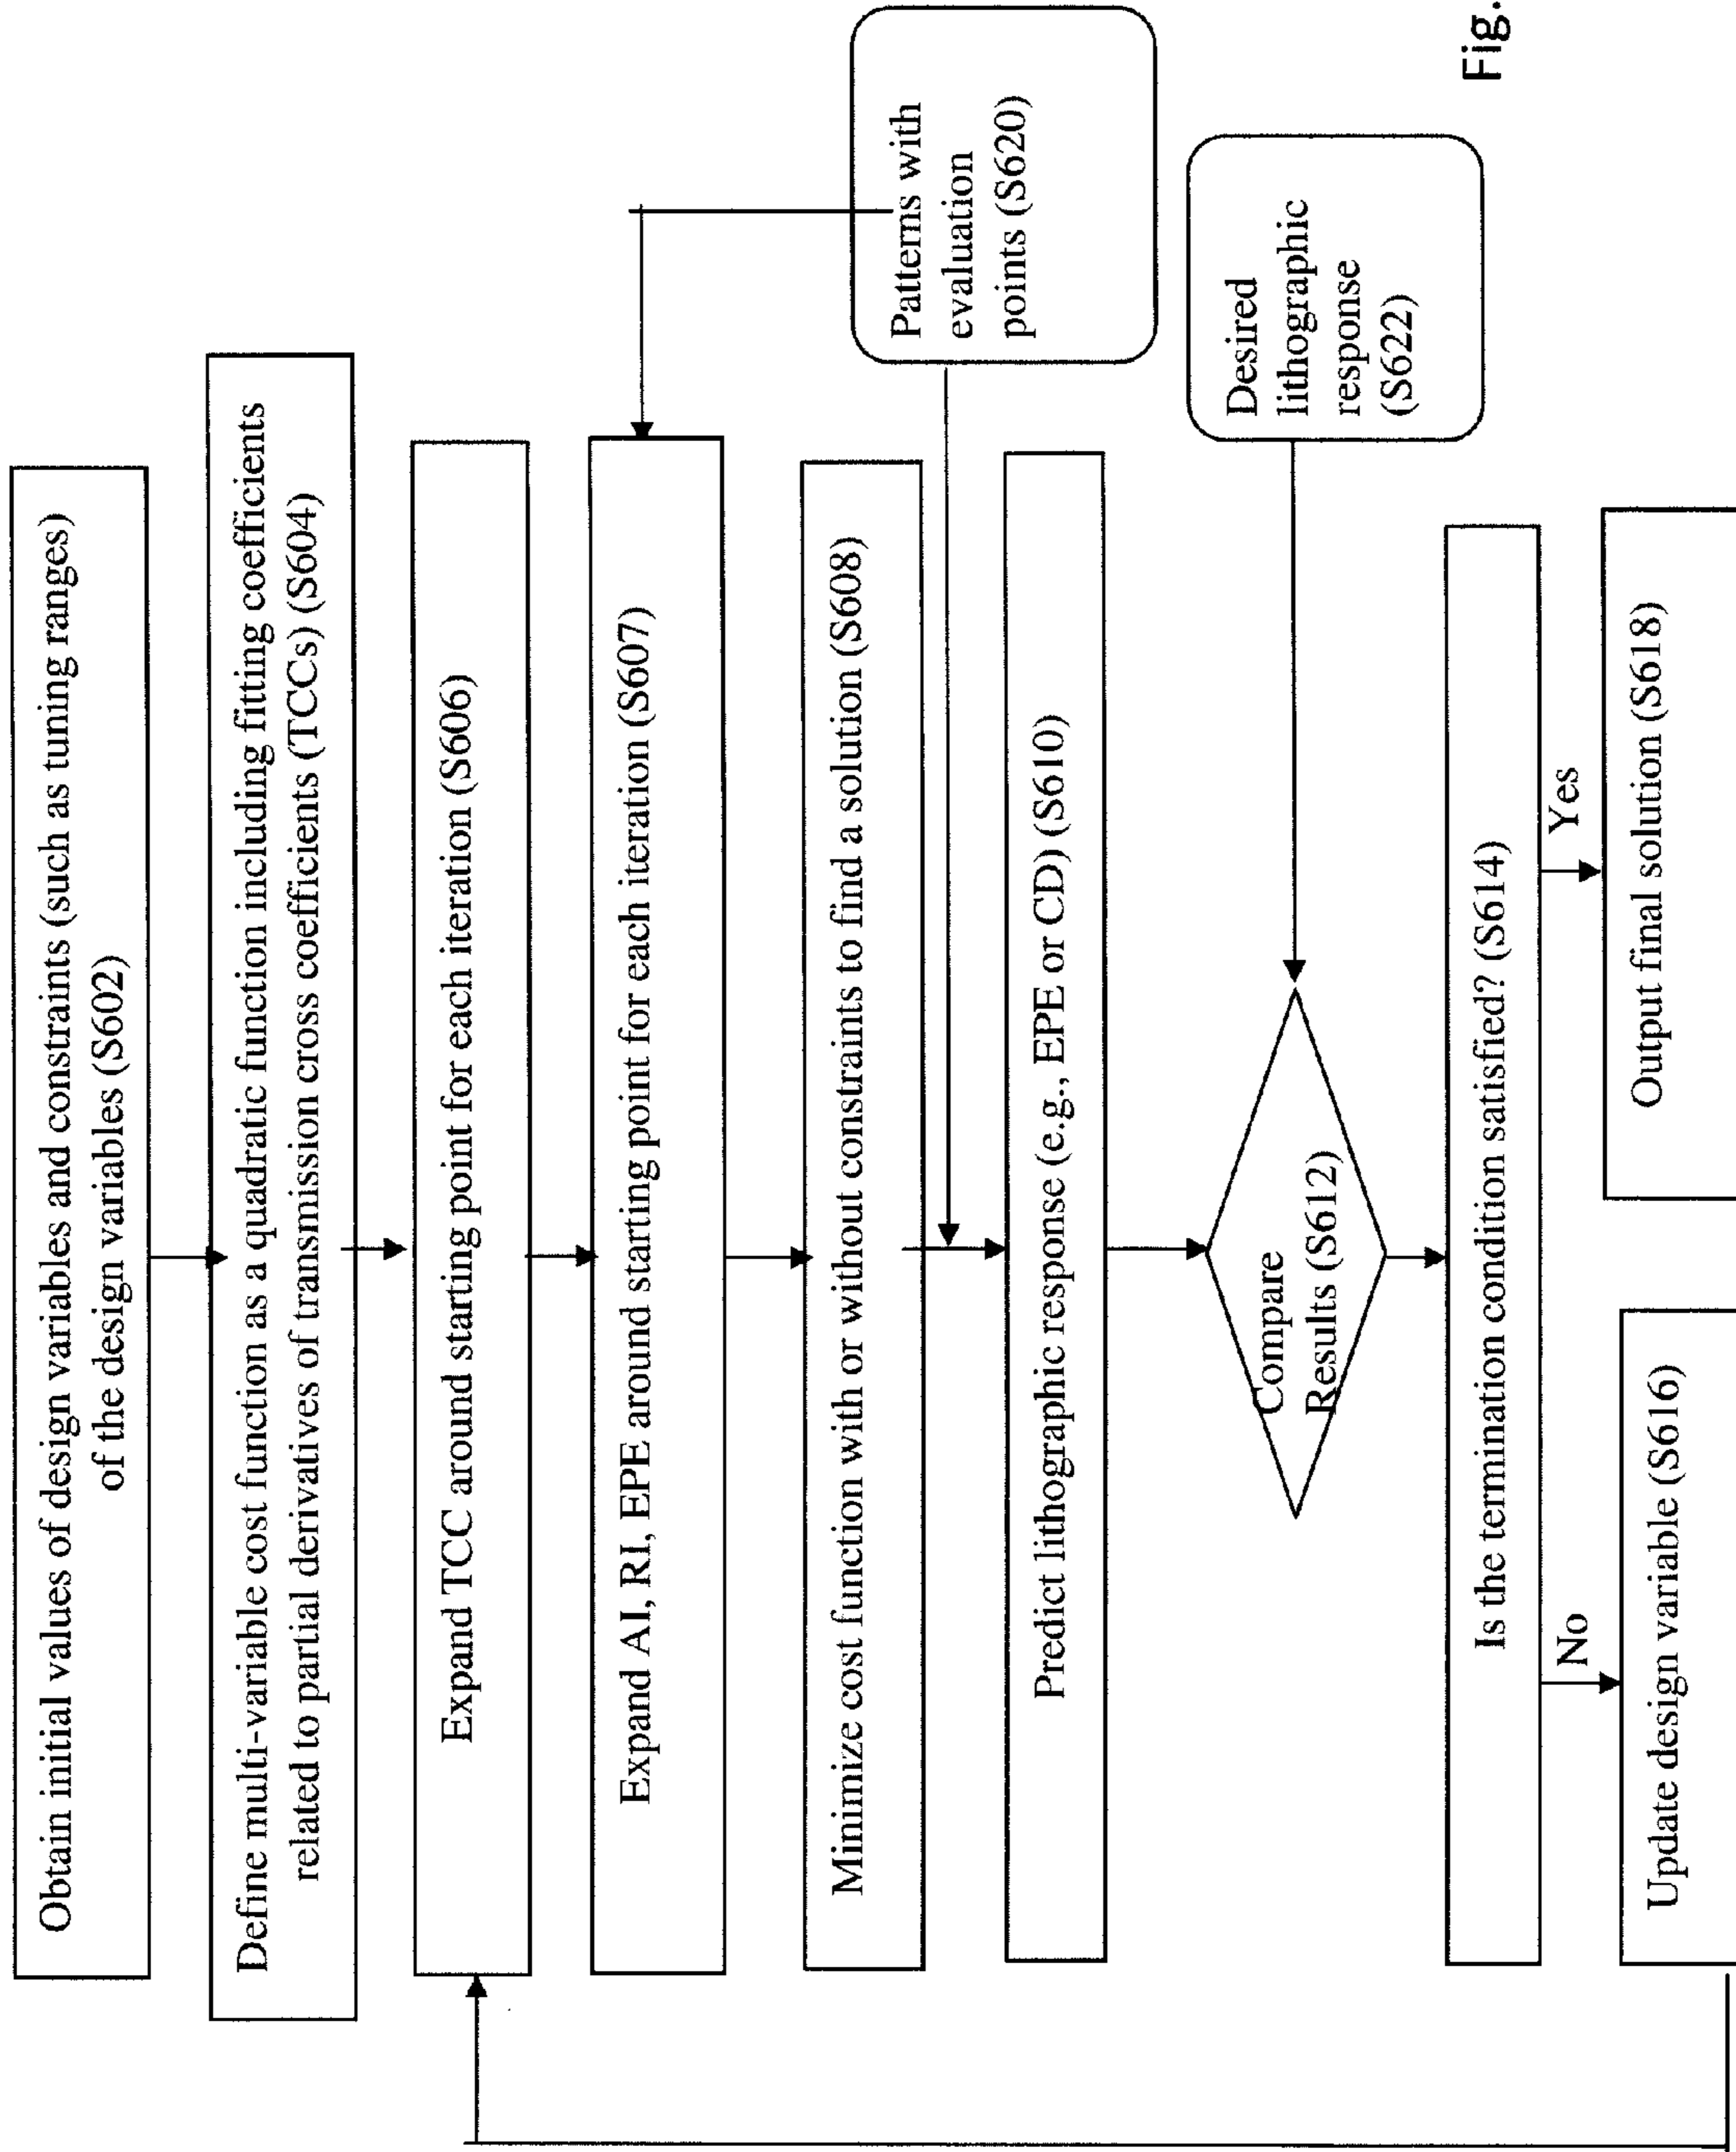 Obtain initial values of design variables and constraints (such as tuning ranges)
of the design variables (S602)
Define multi-variable cost function as a quadratic function including fitting coefficients
related to partial derivatives of transmission cross coefficients (TCCs) (S604)
Expand TCC around starting point for each iteration (S606)
Expand AI, RI, EPE around starting point for each iteration (S607)
Minimize cost function with or without constraints to find a solution (S608)
Patterns with
evaluation
points (S620)
Predict lithographic response (e.g., EPE or CD) (S610)
Desired
lithographic
response
(S622)
Compare
Results (S612)
Is the termination condition satisfied? (S614)
No
Yes
Update design variable (S616)
Output final solution (S618)
Fig.